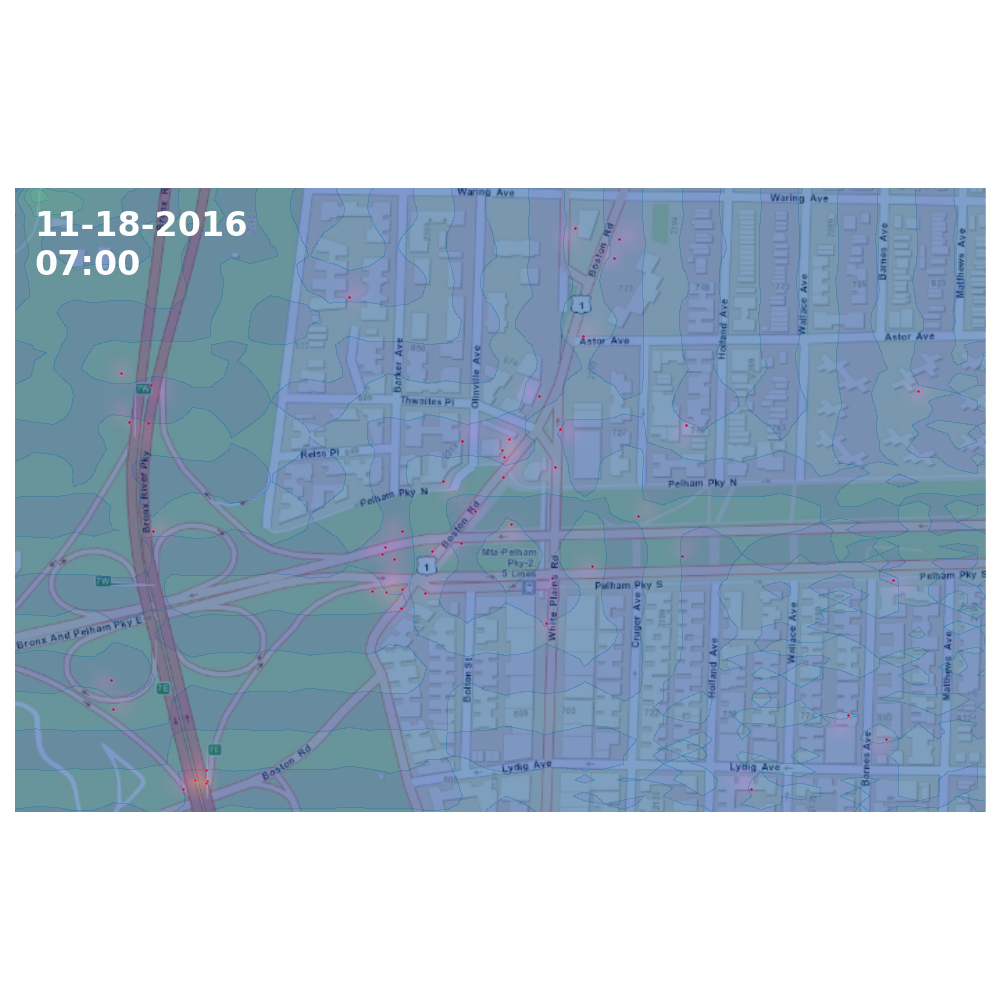 Waring Ave
Waring Ave
11-18-2016
07:00
Boston Rd
Barnes Ave
Matthews Ave
1
Wallace Ave
Holland Ave
Astor Ave
Astor Ave
Barker Ave
Olinville Ave
7W
Thwaites Pl
Reiss Pl
Pelham Pky N
Pelham Pky N
Bronx River Pky
Boston Rd
Mta-Pelham
Pky-2,
5 Lines
1
7W
Pelham Pky S
Pelham Pky S
White Plains Rd
Cruger Ave
Wallace Ave
Holland Ave
Matthews Ave
Bronx And Pelham Pky E
Bolton St
7E
7E
Boston Rd
Lydig Ave
Lydig Ave
Barnes Ave